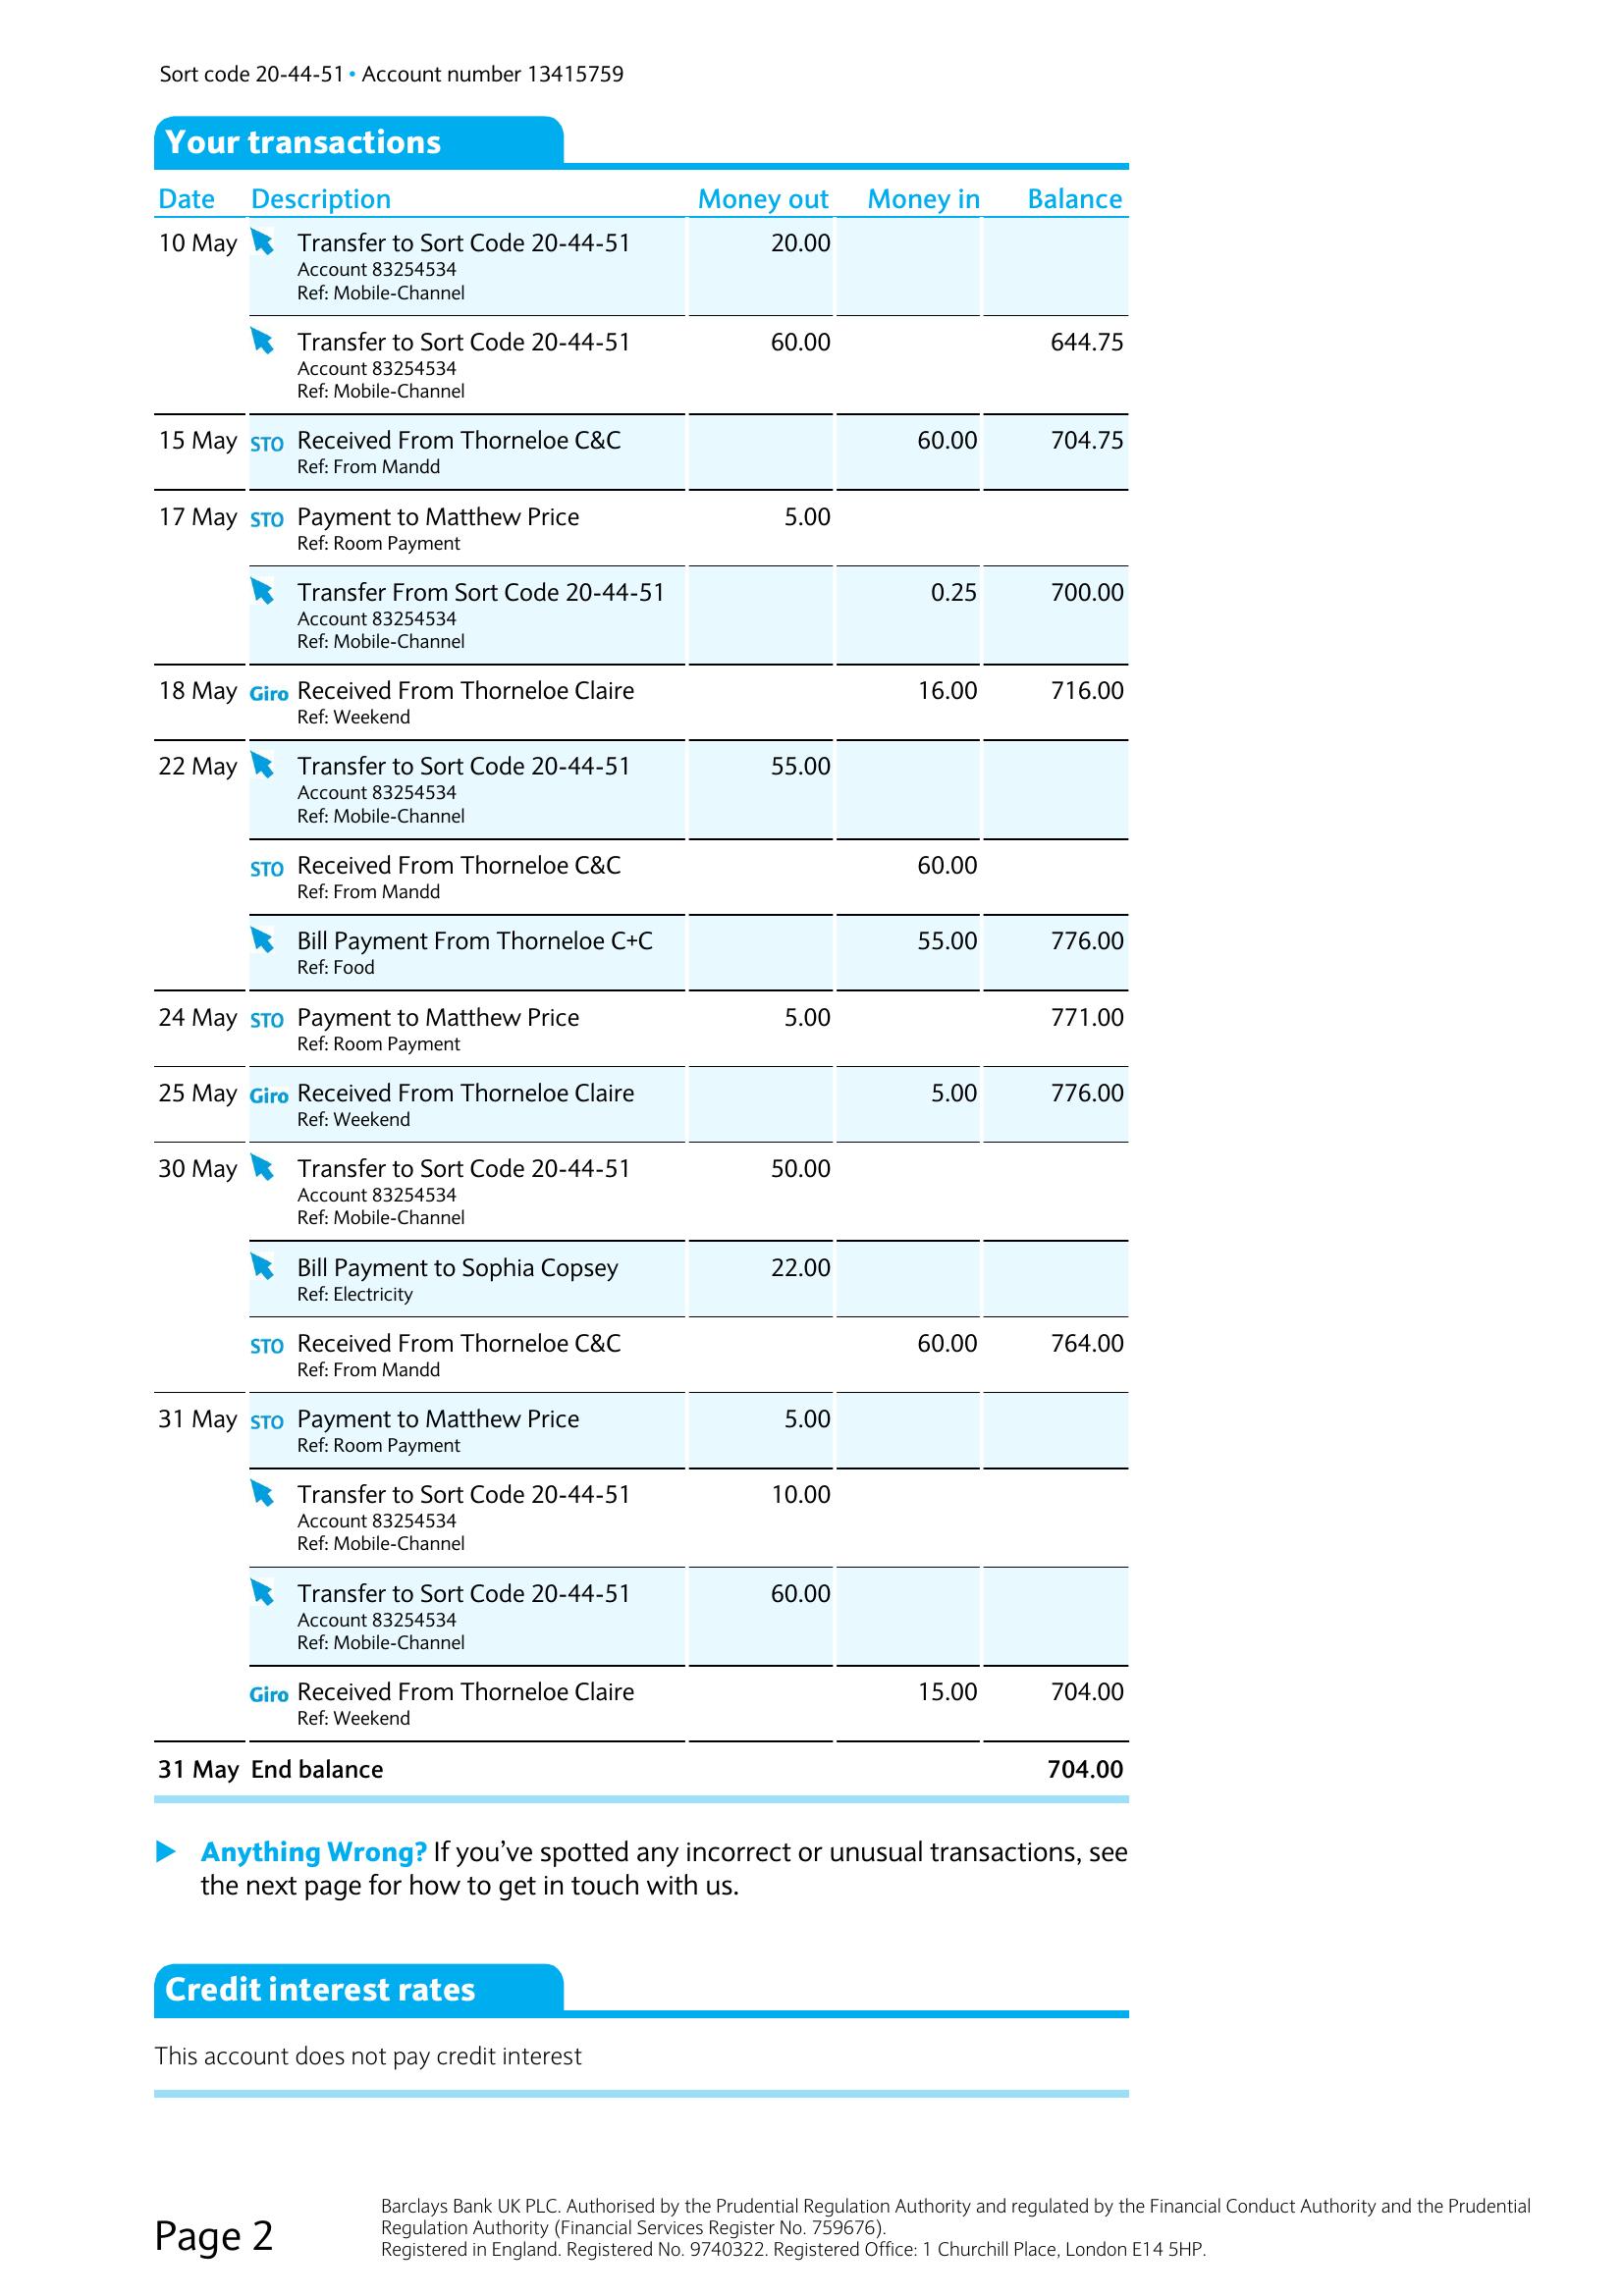 Sort code 20-44-51 • Account number 13415759
Your transactions
Date Description Money out Money in Balance
10 May Transfer to Sort Code 20-44-51 20.00
Account 83254534
Ref: Mobile-Channel
Transfer to Sort Code 20-44-51 60.00 644.75
Account 83254534
Ref: Mobile-Channel
15 May STO Received From Thorneloe C&C 60.00 704.75
Ref: From Mandd
17 May STO Payment to Matthew Price 5.00
Ref: Room Payment
Transfer From Sort Code 20-44-51 0.25 700.00
Account 83254534
Ref: Mobile-Channel
18 May Giro Received From Thorneloe Claire 16.00 716.00
Ref: Weekend
22 May Transfer to Sort Code 20-44-51 55.00
Account 83254534
Ref: Mobile-Channel
STO Received From Thorneloe C&C 60.00
Ref: From Mandd
Bill Payment From Thorneloe C+C 55.00 776.00
Ref: Food
24 May STO Payment to Matthew Price 5.00 771.00
Ref: Room Payment
25 May Giro Received From Thorneloe Claire 5.00 776.00
Ref: Weekend
30 May Transfer to Sort Code 20-44-51 50.00
Account 83254534
Ref: Mobile-Channel
Bill Payment to Sophia Copsey 22.00
Ref: Electricity
STO Received From Thorneloe C&C 60.00 764.00
Ref: From Mandd
31 May STO Payment to Matthew Price 5.00
Ref: Room Payment
Transfer to Sort Code 20-44-51 10.00
Account 83254534
Ref: Mobile-Channel
Transfer to Sort Code 20-44-51 60.00
Account 83254534
Ref: Mobile-Channel
Giro Received From Thorneloe Claire 15.00 704.00
Ref: Weekend
31 May End balance 704.00
Anything Wrong? If you’ve spotted any incorrect or unusual transactions, see
the next page for how to get in touch with us.
Credit interest rates
This account does not pay credit interest
Page 2
Barclays Bank UK PLC. Authorised by the Prudential Regulation Authority and regulated by the Financial Conduct Authority and the Prudential
Regulation Authority (Financial Services Register No. 759676).
Registered in England. Registered No. 9740322. Registered Office: 1 Churchill Place, London E14 5HP.